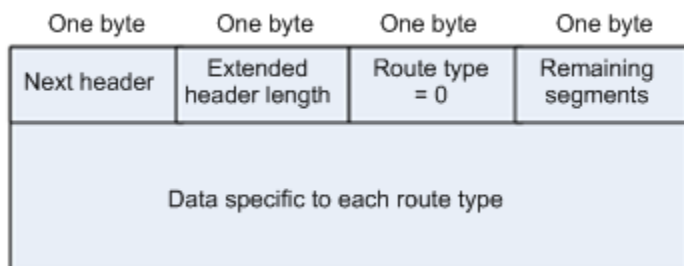 One byte One byte One byte One byte
Next header
Extended
header length
Route type
= 0
Remaining
segments
Data specific to each route type